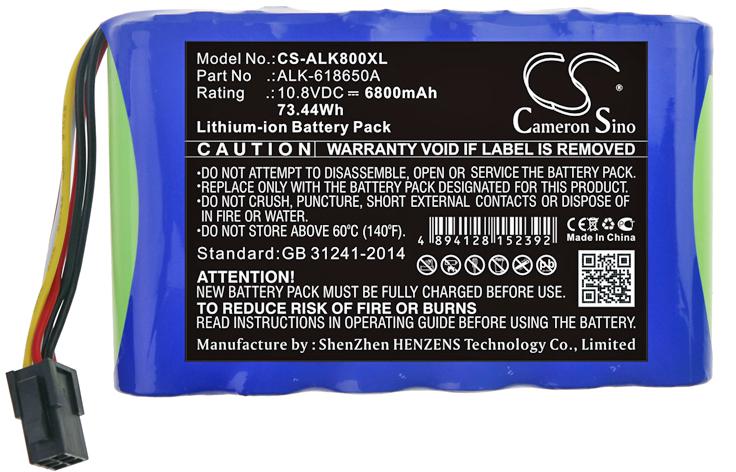 Model No.:CS-ALK800XL
Part No .:ALK-618650A
Rating .:10.8VDC⎓6800mAh
73.44Wh
Lithium-ion Battery Pack
CS
Cameron Sino
CAUTION WARRANTY VOID IF LABEL IS REMOVED
•DO NOT ATTEMPT TO DISASSEMBLE, OPEN OR SERVICE THE BATTERY.
•REPLACE ONLY WITH THE BATTERY PACK DESIGNATED FOR THIS PRODUCT.
•DO NOT CRUSH, PUNCTURE, SHORT EXTERNAL CONTACTS OR DISPOSE OF
IN FIRE OR WATER.
•DO NOT STORE ABOVE 60°C (140°F).
Standard:GB 31241-2014
4 894128 152392
CE
Made In China
ATTENTION!
NEW BATTERY PACK MUST BE FULLY CHARGED BEFORE USE
TO REDUCE RISK OF FIRE OR BURNS
READ INSTRUCTIONS IN OPERATING GUIDE BEFORE USING BATTERY
Manufacture by : ShenZhen HENZENS Technology Co., Limited